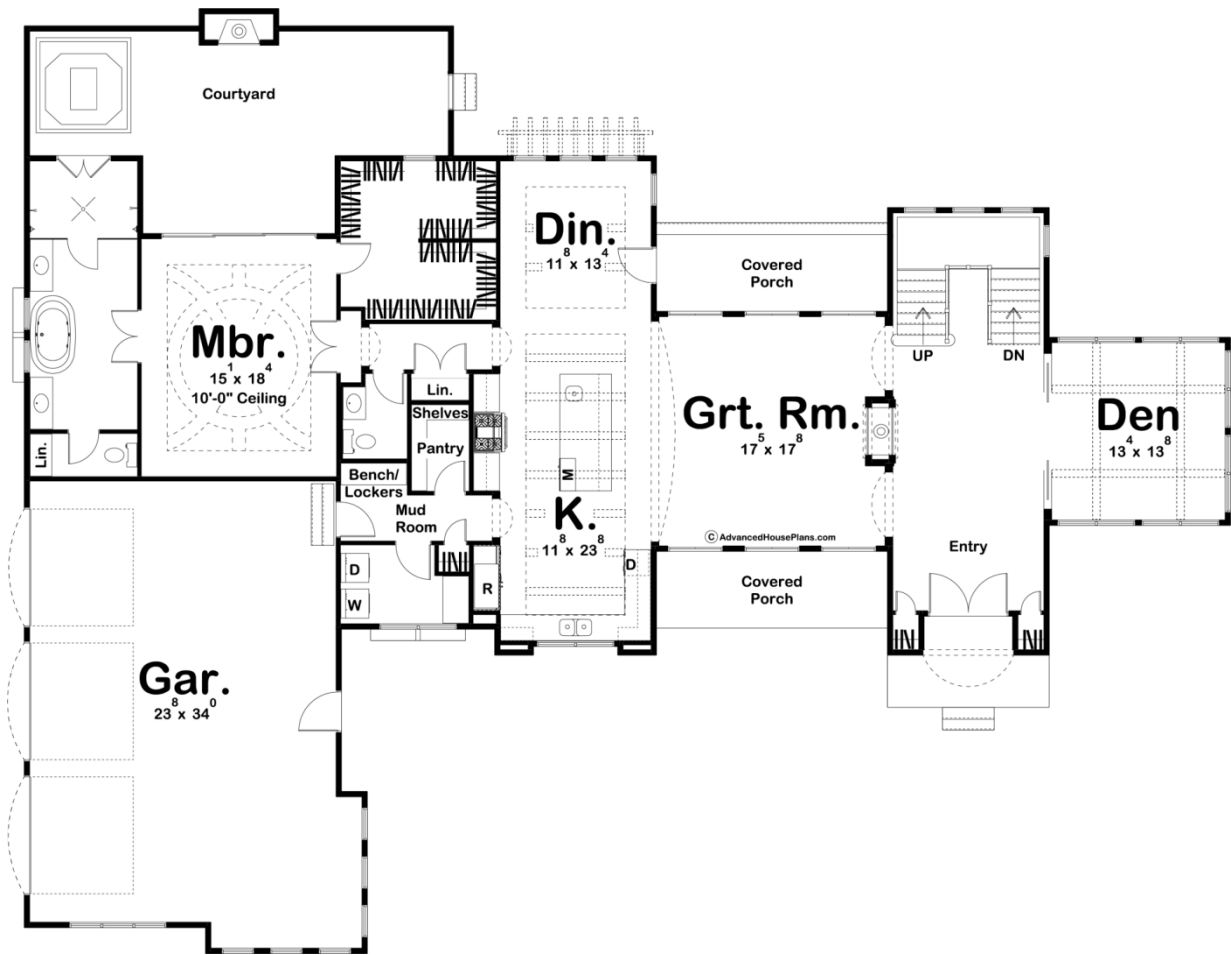 Courtyard
Din.
11⁸ x 13⁴
Covered
Porch
Mbr.
15¹ x 18⁴
10'-0" Ceiling
UP
DN
Lin.
Shelves
Pantry
Grt. Rm.
17⁵ x 17⁸
Den
13⁴ x 13⁸
Lin.
Bench/
Lockers
Mud
Room
M
K.
11⁸ x 23⁸
© AdvancedHousePlans.com
Entry
D
W
R
D
Covered
Porch
Gar.
23⁸ x 34⁰